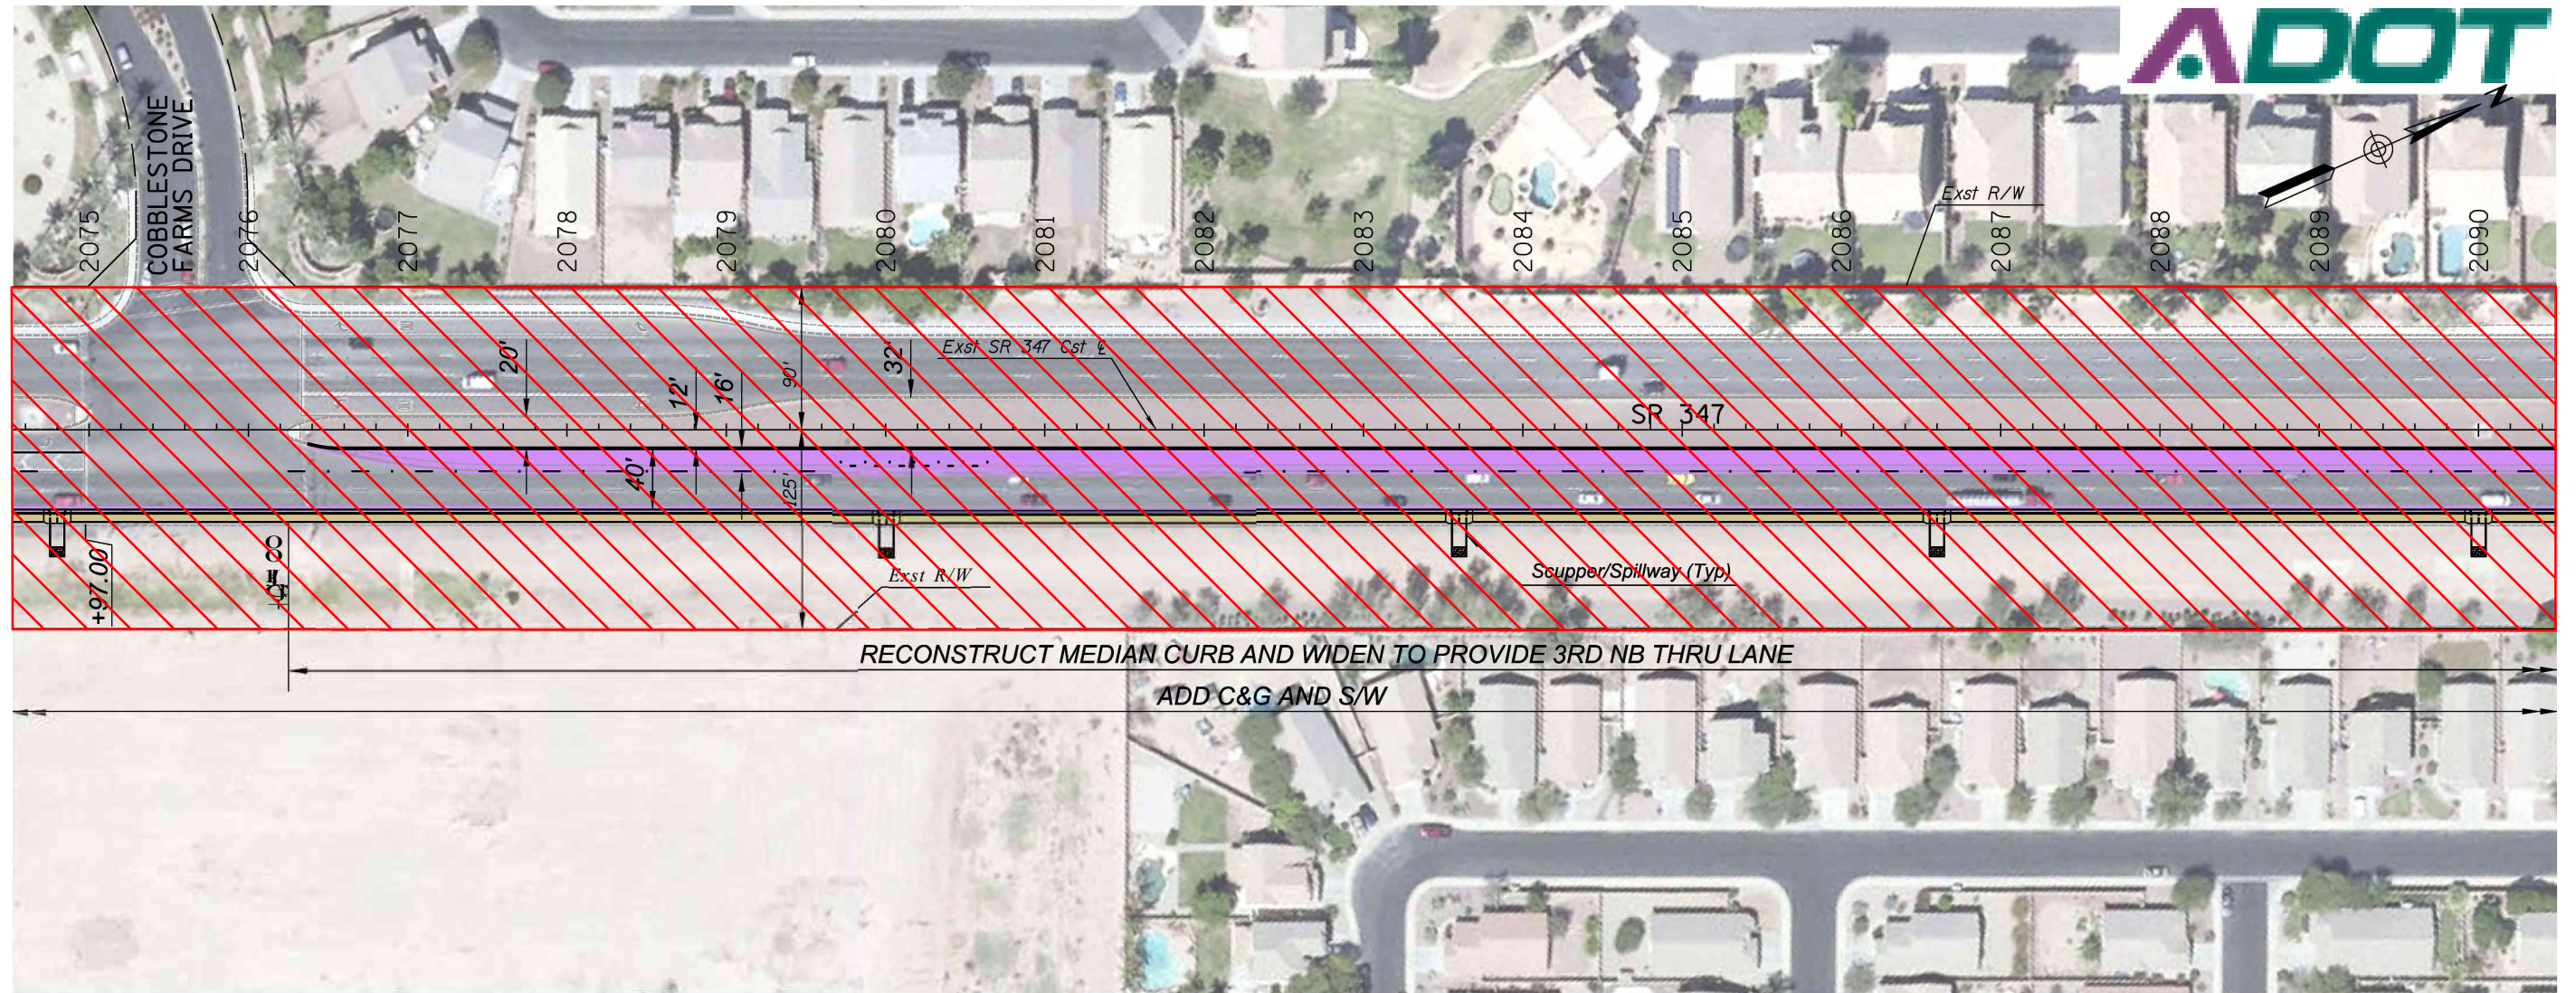 ADOT
COBBLESTONE
FARMS DRIVE
2075
2076
2077
2078
2079
2080
2081
2082
2083
2084
2085
2086
2087
2088
2089
2090
Exst R/W
20'
12'
16'
90'
32'
Exst SR 347 Cst ℄
SR 347
40'
125'
+97.00
Exst R/W
Scupper/Spillway (Typ)
RECONSTRUCT MEDIAN CURB AND WIDEN TO PROVIDE 3RD NB THRU LANE
ADD C&G AND S/W